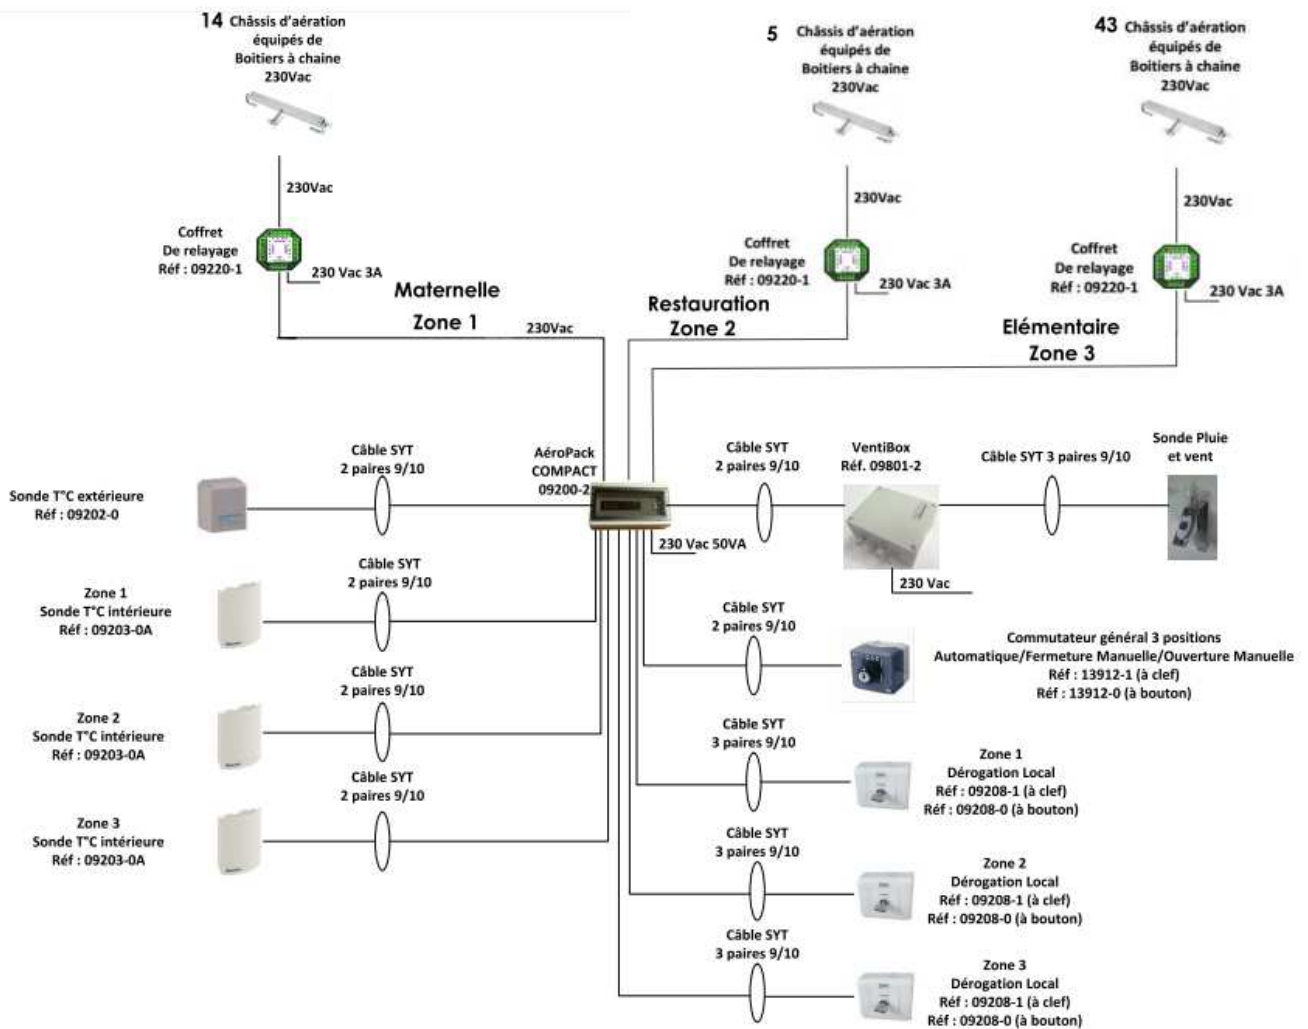 14 Châssis d'aération
équipés de
Boitiers à chaine
230Vac
5 Châssis d'aération
équipés de
Boitiers à chaine
230Vac
43 Châssis d'aération
équipés de
Boitiers à chaine
230Vac
230Vac
230Vac
230Vac
Coffret
De relayage
Réf : 09220-1
230 Vac 3A
Coffret
De relayage
Réf : 09220-1
230 Vac 3A
Coffret
De relayage
Réf : 09220-1
230 Vac 3A
Maternelle
Zone 1
230Vac
Restauration
Zone 2
Elémentaire
Zone 3
Sonde T°C extérieure
Réf : 09202-0
Câble SYT
2 paires 9/10
AéroPack
COMPACT
09200-2
230 Vac 50VA
Câble SYT
2 paires 9/10
VentiBox
Réf. 09801-2
230 Vac
Câble SYT 3 paires 9/10
Sonde Pluie
et vent
Zone 1
Sonde T°C intérieure
Réf : 09203-0A
Câble SYT
2 paires 9/10
Câble SYT
2 paires 9/10
Commutateur général 3 positions
Automatique/Fermeture Manuelle/Ouverture Manuelle
Réf : 13912-1 (à clef)
Réf : 13912-0 (à bouton)
Zone 2
Sonde T°C intérieure
Réf : 09203-0A
Câble SYT
2 paires 9/10
Câble SYT
3 paires 9/10
Zone 1
Dérogation Local
Réf : 09208-1 (à clef)
Réf : 09208-0 (à bouton)
Zone 3
Sonde T°C intérieure
Réf : 09203-0A
Câble SYT
2 paires 9/10
Câble SYT
3 paires 9/10
Zone 2
Dérogation Local
Réf : 09208-1 (à clef)
Réf : 09208-0 (à bouton)
Câble SYT
3 paires 9/10
Zone 3
Dérogation Local
Réf : 09208-1 (à clef)
Réf : 09208-0 (à bouton)